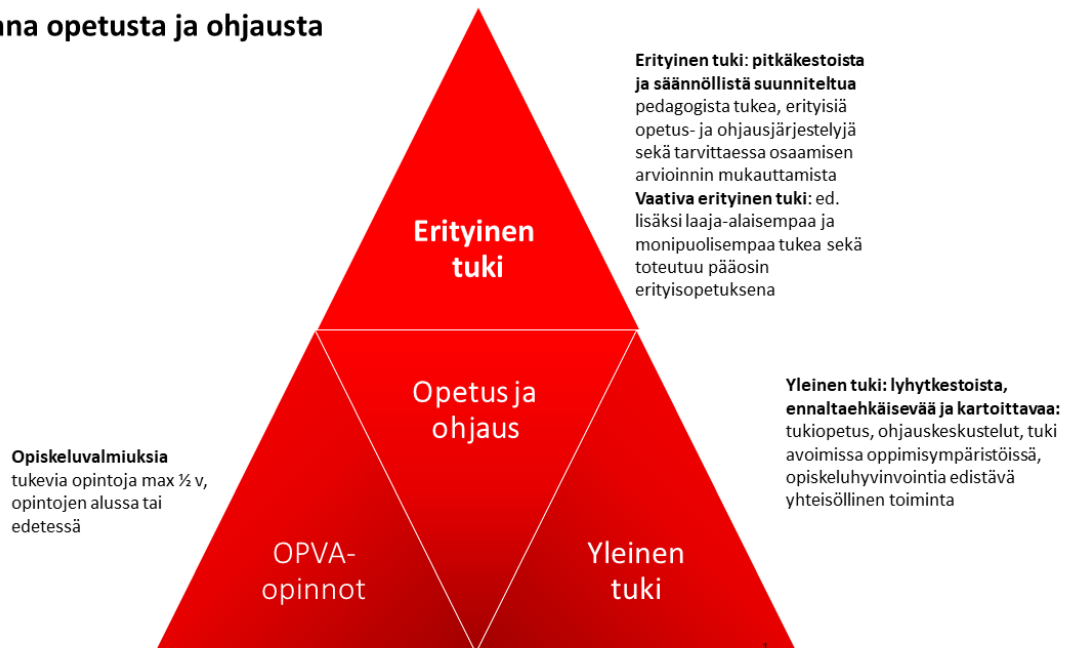 opetusta ja ohjausta
Erityinen tuki: pitkäkestoista
ja säännöllistä suunniteltua
pedagogista tukea, erityisiä
opetus- ja ohjausjärjestelyjä
sekä tarvittaessa osaamisen
arvioinnin mukauttamista
Vaativa erityinen tuki: ed.
lisäksi laaja-alaisempaa ja
monipuolisempaa tukea sekä
toteutuu pääosin
erityisopetuksena
Erityinen
tuki
Opetus ja
ohjaus
Yleinen tuki: lyhytkestoista,
ennaltaehkäisevää ja kartoittavaa:
tukiopetus, ohjauskeskustelut, tuki
avoimissa oppimisympäristöissä,
opiskeluhyvinvointia edistävä
yhteisöllinen toiminta
Opiskeluvalmiuksia
tukevia opintoja max ½ v,
opintojen alussa tai
edetessä
OPVA-
opinnot
Yleinen
tuki